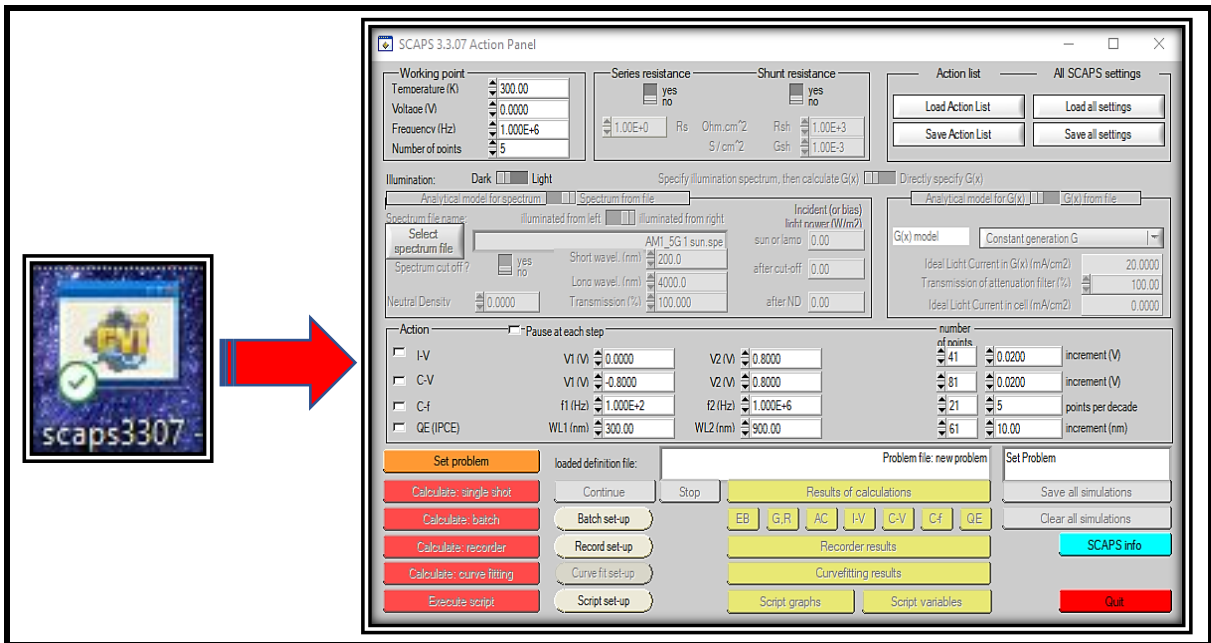 scaps3307 -
SCAPS 3.3.07 Action Panel
Working point
Temperature (K) 300.00
Voltage (V) 0.0000
Frequency (Hz) 1.000E+6
Number of points 5
Series resistance
yes
no
1.00E+0 Rs Ohm.cm^2
S/cm^2
Shunt resistance
yes
no
Rsh 1.00E+3
Gsh 1.00E-3
Action list
Load Action List
Save Action List
All SCAPS settings
Load all settings
Save all settings
Illumination: Dark Light
Specify illumination spectrum, then calculate G(x) Directly specify G(x)
Analytical model for spectrum Spectrum from file
Spectrum file name: illuminated from left illuminated from right
Incident (or bias)
light power (W/m2)
Select
spectrum file
AM1_5G 1 sun.spe
sun or lamp 0.00
Spectrum cut off ? yes
no
Short wavel. (nm) 200.0
Long wavel. (nm) 4000.0
after cut-off 0.00
Neutral Density 0.0000
Transmission (%) 100.000
after ND 0.00
Analytical model for G(x) G(x) from file
G(x) model Constant generation G
Ideal Light Current in G(x) (mA/cm2) 20.0000
Transmission of attenuation filter (%) 100.00
Ideal Light Current in cell (mA/cm2) 0.0000
Action Pause at each step
number
of points
I-V V1 (V) 0.0000 V2 (V) 0.8000 41 0.0200 increment (V)
C-V V1 (V) -0.8000 V2 (V) 0.8000 81 0.0200 increment (V)
C-f f1 (Hz) 1.000E+2 f2 (Hz) 1.000E+6 21 5 points per decade
QE (IPCE) WL1 (nm) 300.00 WL2 (nm) 900.00 61 10.00 increment (nm)
Set problem loaded definition file: Problem file: new problem Set Problem
Calculate: single shot Continue Stop Results of calculations Save all simulations
Calculate: batch Batch set-up EB G,R AC I-V C-V C-f QE Clear all simulations
Calculate: recorder Record set-up Recorder results SCAPS info
Calculate: curve fitting Curve fit set-up Curvefitting results
Execute script Script set-up Script graphs Script variables Quit